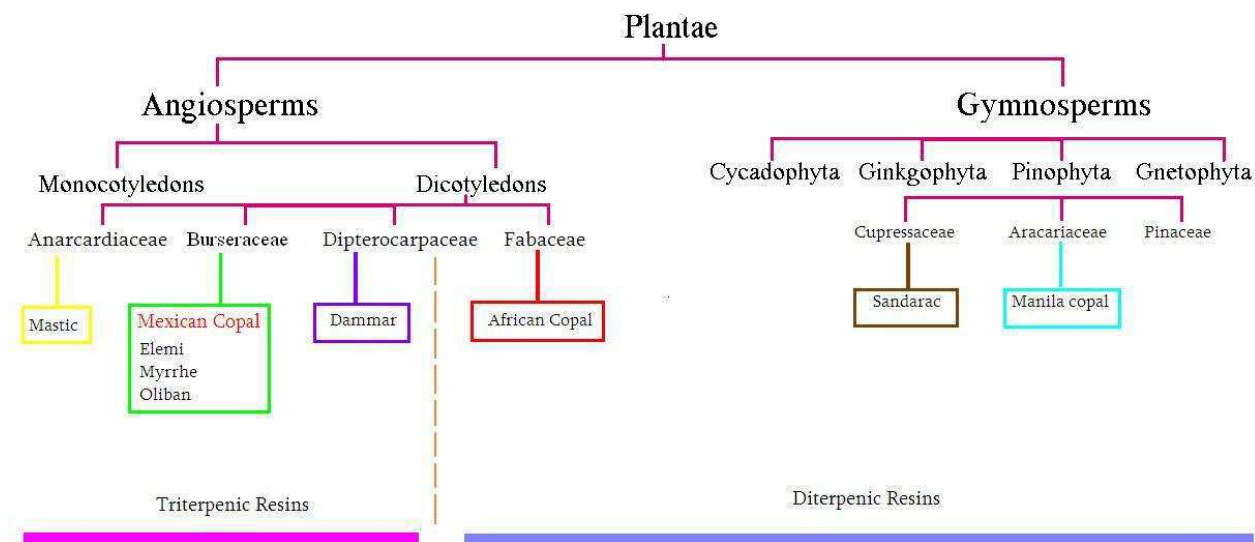 Plantae
Angiosperms
Gymnosperms
Monocotyledons
Dicotyledons
Cycadophyta
Ginkgophyta
Pinophyta
Gnetophyta
Anarcardiaceae
Burseraceae
Dipterocarpaceae
Fabaceae
Cupressaceae
Aracariaceae
Pinaceae
Mastic
Mexican Copal
Elemi
Myrrhe
Oliban
Dammar
African Copal
Sandarac
Manila copal
Triterpenic Resins
Diterpenic Resins